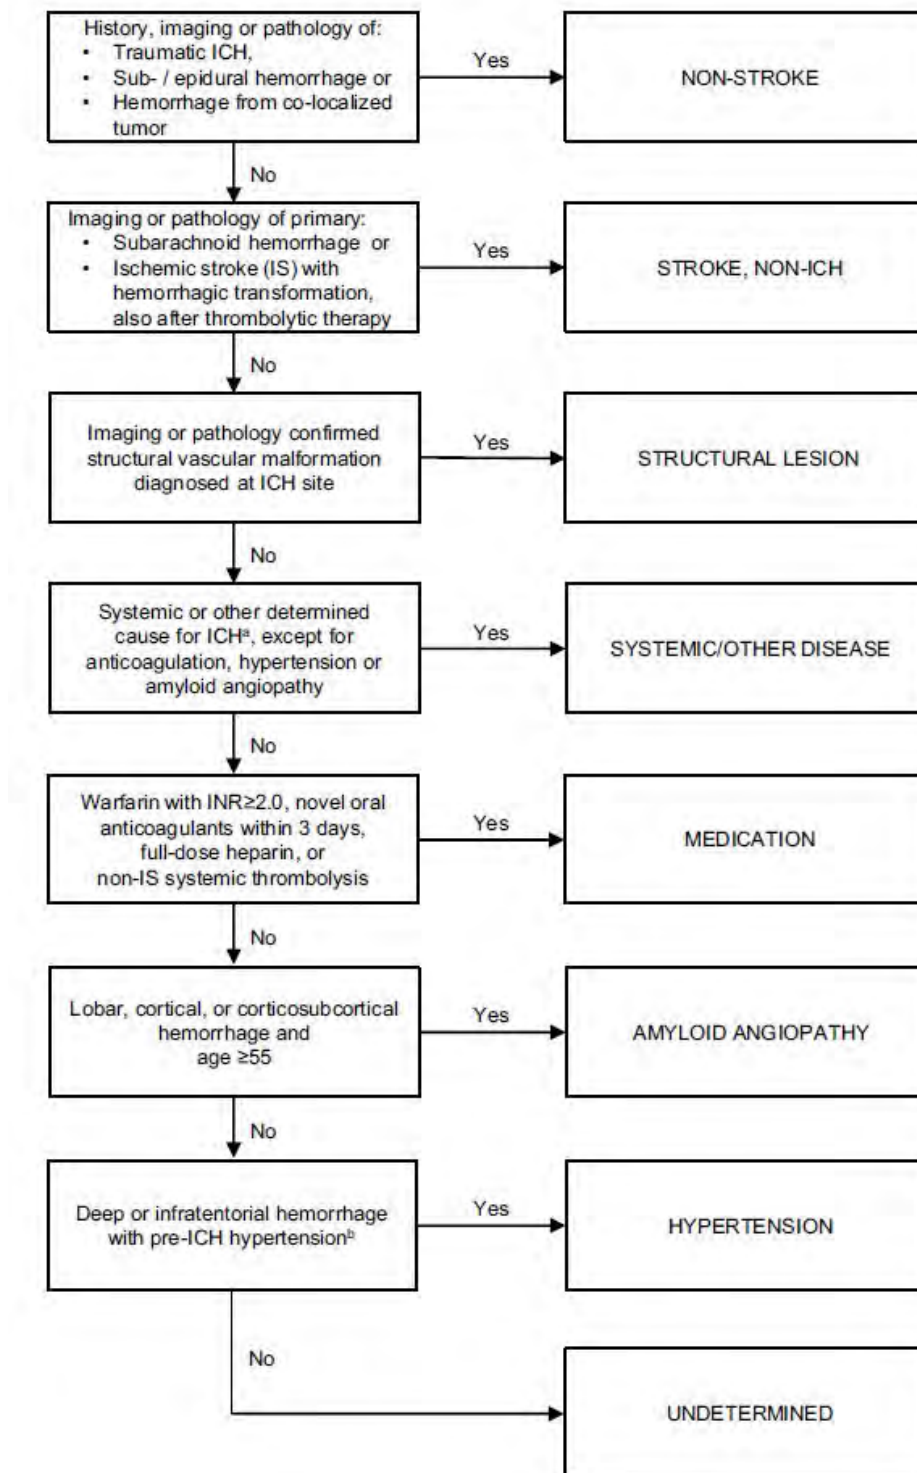 History, imaging or pathology of:
• Traumatic ICH,
• Sub- / epidural hemorrhage or
• Hemorrhage from co-localized
tumor
Yes
NON-STROKE
No
Imaging or pathology of primary:
• Subarachnoid hemorrhage or
• Ischemic stroke (IS) with
hemorrhagic transformation,
also after thrombolytic therapy
Yes
STROKE, NON-ICH
No
Imaging or pathology confirmed
structural vascular malformation
diagnosed at ICH site
Yes
STRUCTURAL LESION
No
Systemic or other determined
cause for ICHᵃ, except for
anticoagulation, hypertension or
amyloid angiopathy
Yes
SYSTEMIC/OTHER DISEASE
No
Warfarin with INR≥2.0, novel oral
anticoagulants within 3 days,
full-dose heparin, or
non-IS systemic thrombolysis
Yes
MEDICATION
No
Lobar, cortical, or corticosubcortical
hemorrhage and
age ≥55
Yes
AMYLOID ANGIOPATHY
No
Deep or infratentorial hemorrhage
with pre-ICH hypertensionᵇ
Yes
HYPERTENSION
No
UNDETERMINED